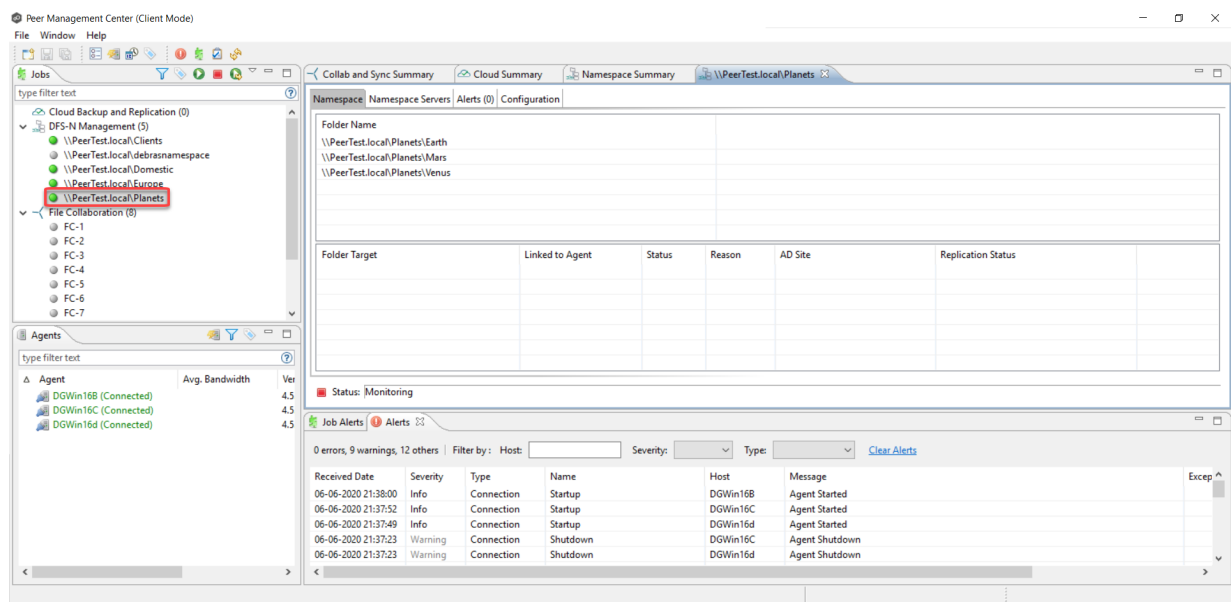 Peer Management Center (Client Mode)
File Window Help
Jobs
type filter text
Cloud Backup and Replication (0)
DFS-N Management (5)
\\PeerTest.local\Clients
\\PeerTest.local\debrasnamespace
\\PeerTest.local\Domestic
\\PeerTest.local\Europe
\\PeerTest.local\Planets
File Collaboration (8)
FC-1
FC-2
FC-3
FC-4
FC-5
FC-6
FC-7
Agents
type filter text
Agent Avg. Bandwidth Ver
DGWin16B (Connected) 4.5
DGWin16C (Connected) 4.5
DGWin16d (Connected) 4.5
Collab and Sync Summary Cloud Summary Namespace Summary \\PeerTest.local\Planets
Namespace Namespace Servers Alerts (0) Configuration
Folder Name
\\PeerTest.local\Planets\Earth
\\PeerTest.local\Planets\Mars
\\PeerTest.local\Planets\Venus
Folder Target Linked to Agent Status Reason AD Site Replication Status
Status: Monitoring
Job Alerts Alerts
0 errors, 9 warnings, 12 others Filter by : Host: Severity: Type: Clear Alerts
Received Date Severity Type Name Host Message Excep
06-06-2020 21:38:00 Info Connection Startup DGWin16B Agent Started
06-06-2020 21:37:52 Info Connection Startup DGWin16C Agent Started
06-06-2020 21:37:49 Info Connection Startup DGWin16d Agent Started
06-06-2020 21:37:23 Warning Connection Shutdown DGWin16C Agent Shutdown
06-06-2020 21:37:23 Warning Connection Shutdown DGWin16d Agent Shutdown